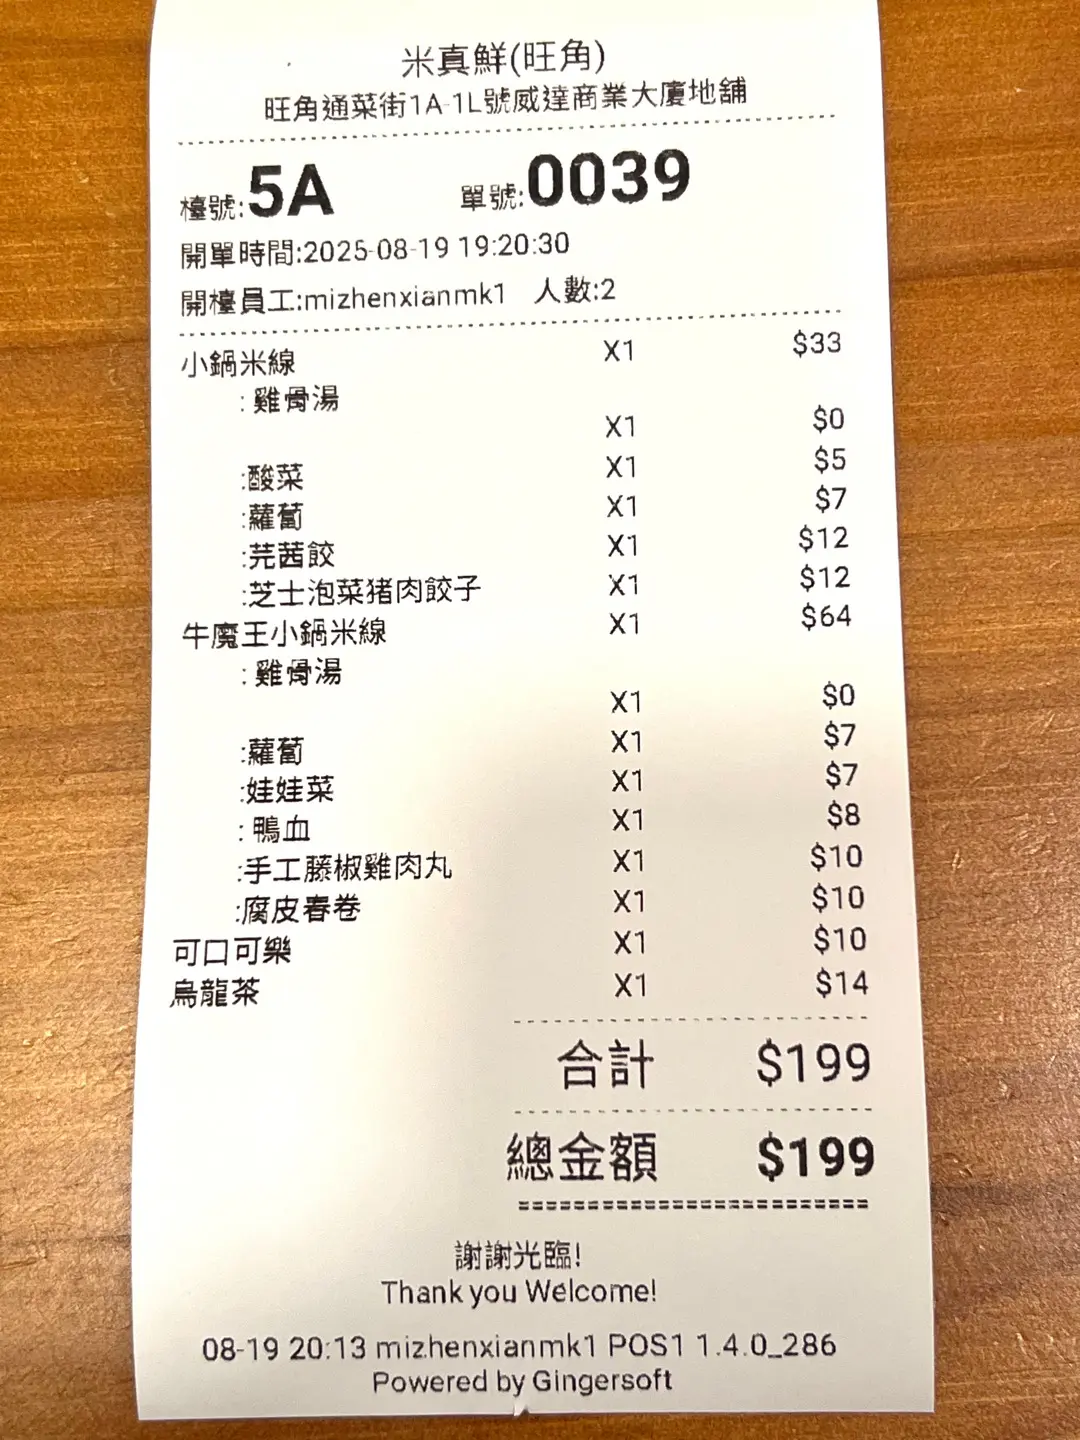 米真鮮(旺角)
旺角通菜街1A-1L號威達商業大廈地舖
檯號:5A 單號:0039
開單時間:2025-08-19 19:20:30
開檯員工:mizhenxianmk1 人數:2
小鍋米線 X1 $33
: 雞骨湯
X1 $0
:酸菜 X1 $5
:蘿蔔 X1 $7
:芫茜餃 X1 $12
:芝士泡菜猪肉餃子 X1 $12
牛魔王小鍋米線 X1 $64
: 雞骨湯
X1 $0
:蘿蔔 X1 $7
:娃娃菜 X1 $7
: 鴨血 X1 $8
:手工藤椒雞肉丸 X1 $10
:腐皮春卷 X1 $10
可口可樂 X1 $10
烏龍茶 X1 $14
合計 $199
總金額 $199
謝謝光臨!
Thank you Welcome!
08-19 20:13 mizhenxianmk1 POS1 1.4.0_286
Powered by Gingersoft